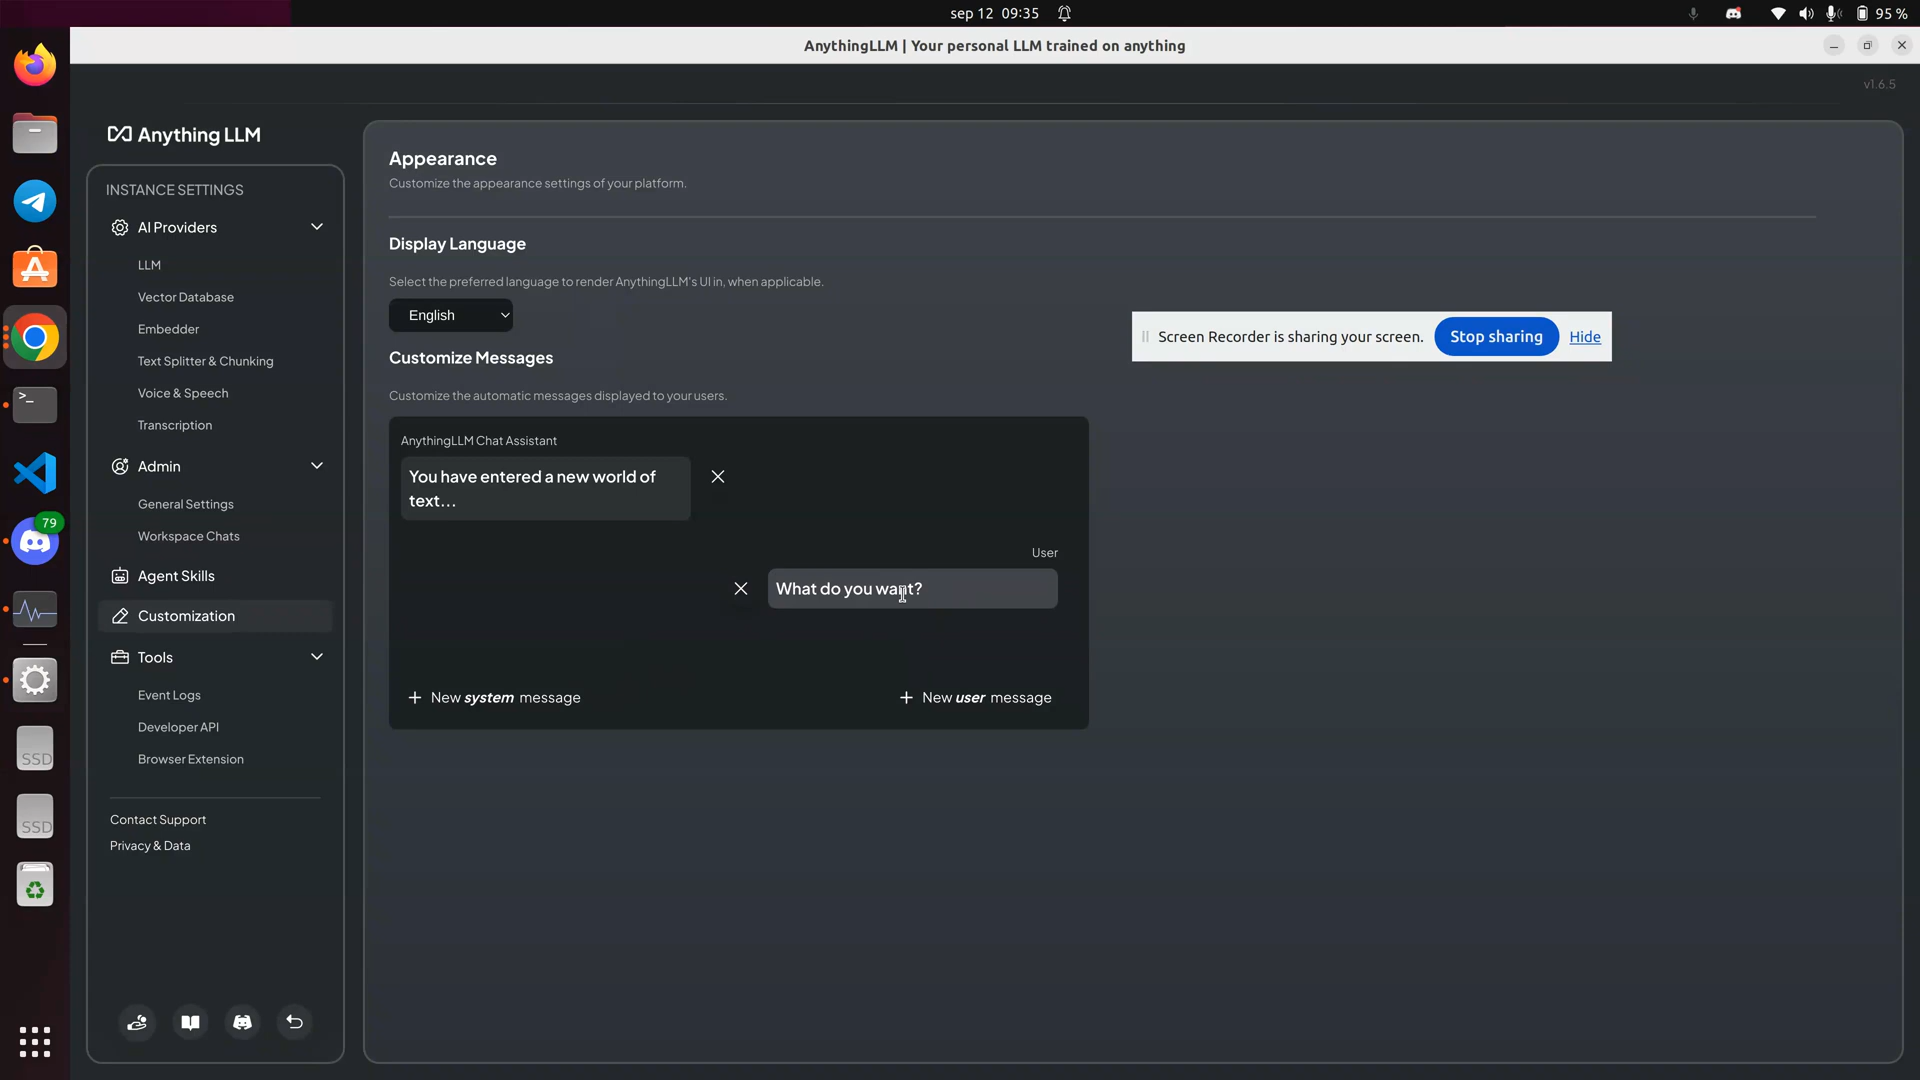 sep 12 09:35
95 %
AnythingLLM | Your personal LLM trained on anything
v1.6.5
Anything LLM
INSTANCE SETTINGS
AI Providers
LLM
Vector Database
Embedder
Text Splitter & Chunking
Voice & Speech
Transcription
Admin
General Settings
Workspace Chats
Agent Skills
Customization
Tools
Event Logs
Developer API
Browser Extension
Contact Support
Privacy & Data
Appearance
Customize the appearance settings of your platform.
Display Language
Select the preferred language to render AnythingLLM's UI in, when applicable.
English
Customize Messages
Customize the automatic messages displayed to your users.
AnythingLLM Chat Assistant
You have entered a new world of
text...
User
What do you want?
+ New system message
+ New user message
Screen Recorder is sharing your screen.
Stop sharing
Hide
79
>_
SSD
SSD